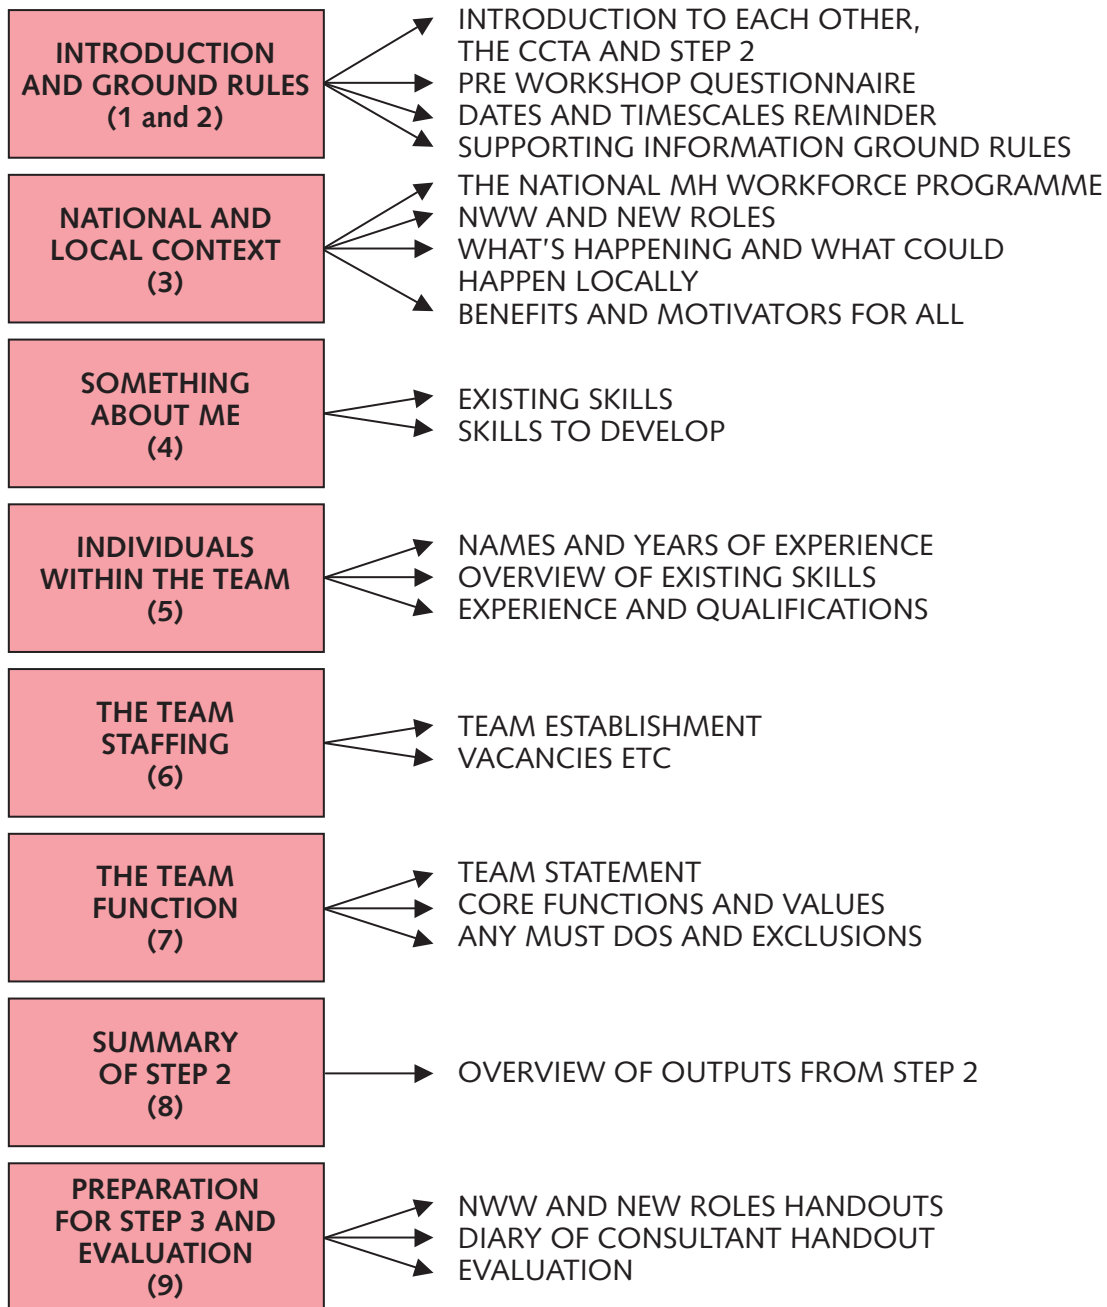 INTRODUCTION
AND GROUND RULES
(1 and 2)
INTRODUCTION TO EACH OTHER,
THE CCTA AND STEP 2
PRE WORKSHOP QUESTIONNAIRE
DATES AND TIMESCALES REMINDER
SUPPORTING INFORMATION GROUND RULES
NATIONAL AND
LOCAL CONTEXT
(3)
THE NATIONAL MH WORKFORCE PROGRAMME
NWW AND NEW ROLES
WHAT'S HAPPENING AND WHAT COULD
HAPPEN LOCALLY
BENEFITS AND MOTIVATORS FOR ALL
SOMETHING
ABOUT ME
(4)
EXISTING SKILLS
SKILLS TO DEVELOP
INDIVIDUALS
WITHIN THE TEAM
(5)
NAMES AND YEARS OF EXPERIENCE
OVERVIEW OF EXISTING SKILLS
EXPERIENCE AND QUALIFICATIONS
THE TEAM
STAFFING
(6)
TEAM ESTABLISHMENT
VACANCIES ETC
THE TEAM
FUNCTION
(7)
TEAM STATEMENT
CORE FUNCTIONS AND VALUES
ANY MUST DOS AND EXCLUSIONS
SUMMARY
OF STEP 2
(8)
OVERVIEW OF OUTPUTS FROM STEP 2
PREPARATION
FOR STEP 3 AND
EVALUATION
(9)
NWW AND NEW ROLES HANDOUTS
DIARY OF CONSULTANT HANDOUT
EVALUATION